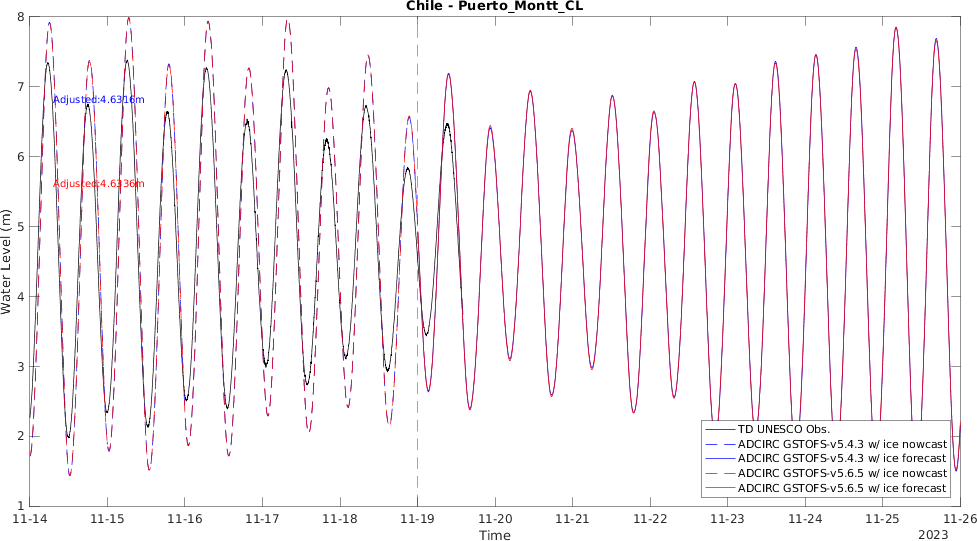 Chile - Puerto_Montt_CL
8
7
6
5
4
3
2
1
Water Level (m)
Adjusted:4.6316m
Adjusted:4.6336m
TD UNESCO Obs.
ADCIRC GSTOFS-v5.4.3 w/ ice nowcast
ADCIRC GSTOFS-v5.4.3 w/ ice forecast
ADCIRC GSTOFS-v5.6.5 w/ ice nowcast
ADCIRC GSTOFS-v5.6.5 w/ ice forecast
11-14 11-15 11-16 11-17 11-18 11-19 11-20 11-21 11-22 11-23 11-24 11-25 11-26
Time
2023